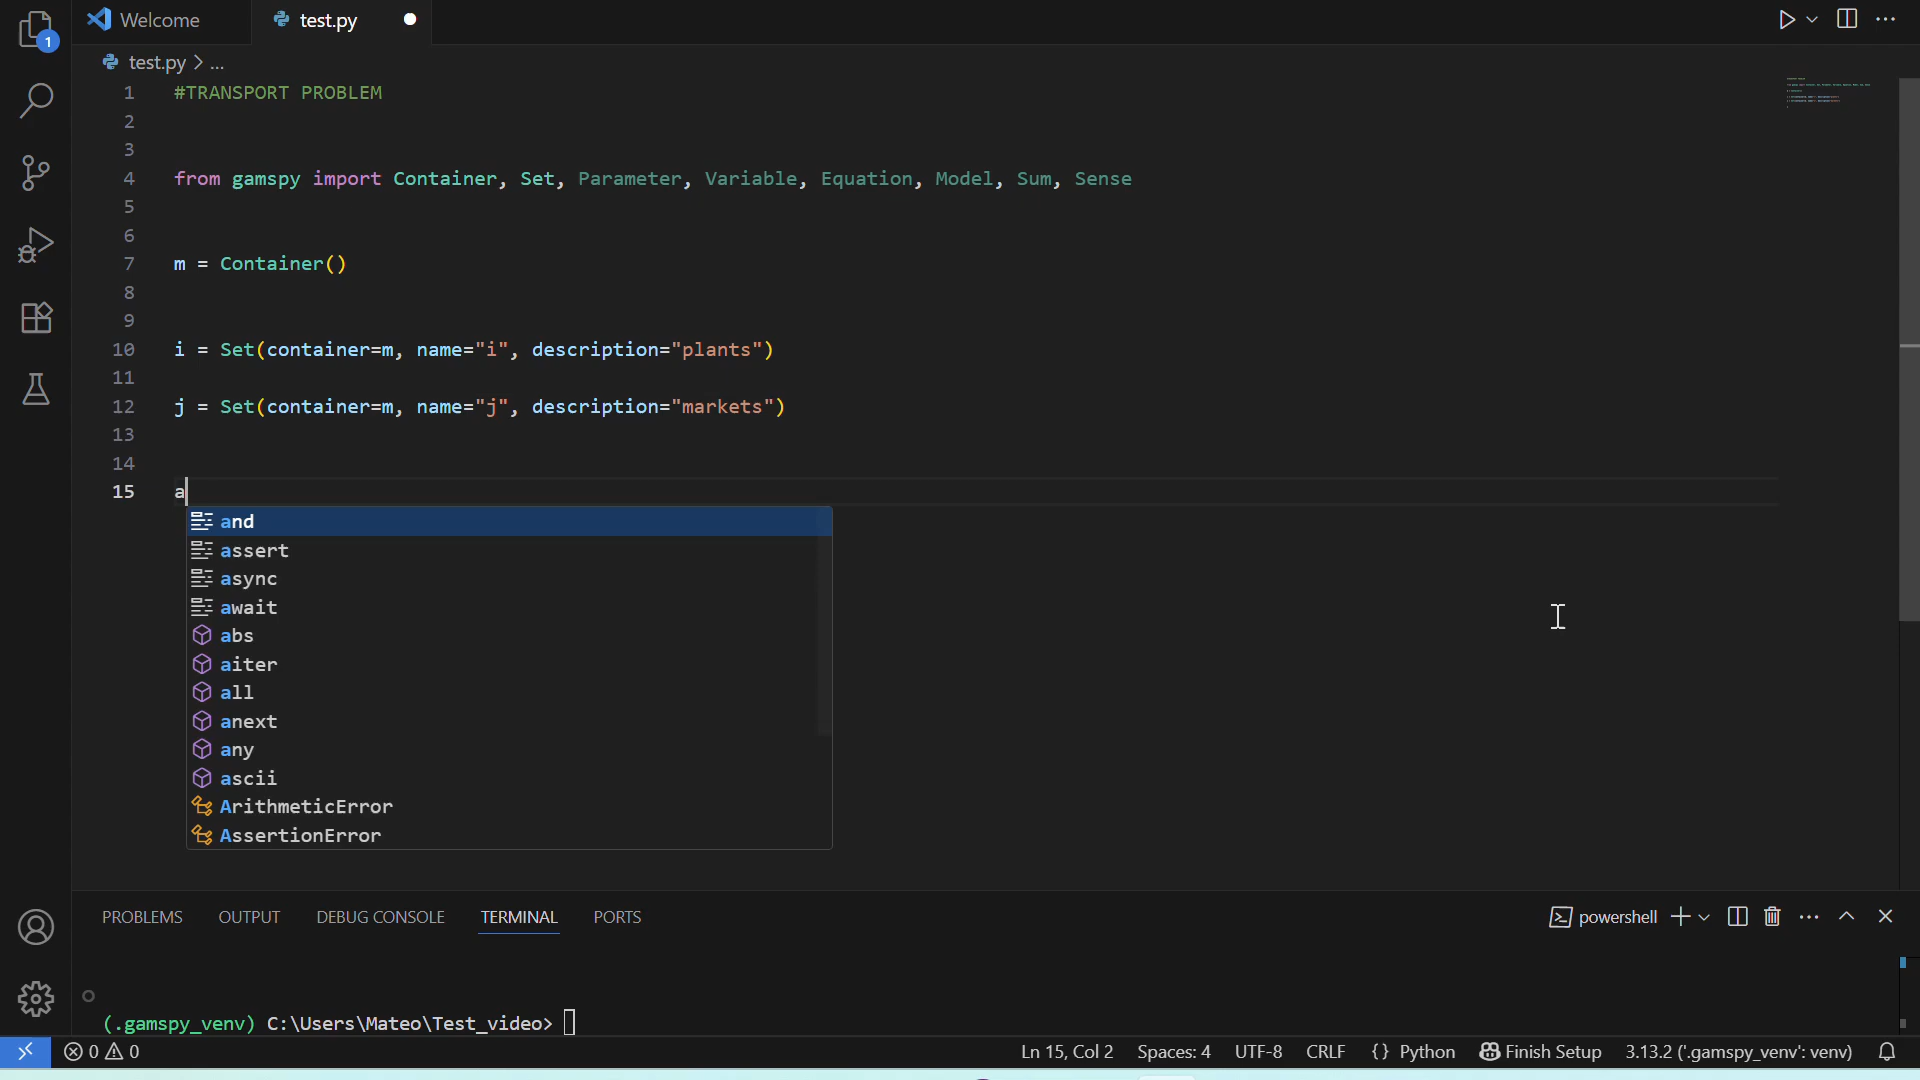 1
Welcome
test.py
test.py > ...
1 #TRANSPORT PROBLEM
2
3
4 from gamspy import Container, Set, Parameter, Variable, Equation, Model, Sum, Sense
5
6
7 m = Container()
8
9
10 i = Set(container=m, name="i", description="plants")
11
12 j = Set(container=m, name="j", description="markets")
13
14
15 a
and
assert
async
await
abs
aiter
all
anext
any
ascii
ArithmeticError
AssertionError
PROBLEMS OUTPUT DEBUG CONSOLE TERMINAL PORTS powershell
(.gamspy_venv) C:\Users\Mateo\Test_video>
0 0 Ln 15, Col 2 Spaces: 4 UTF-8 CRLF {} Python Finish Setup 3.13.2 ('.gamspy_venv': venv)